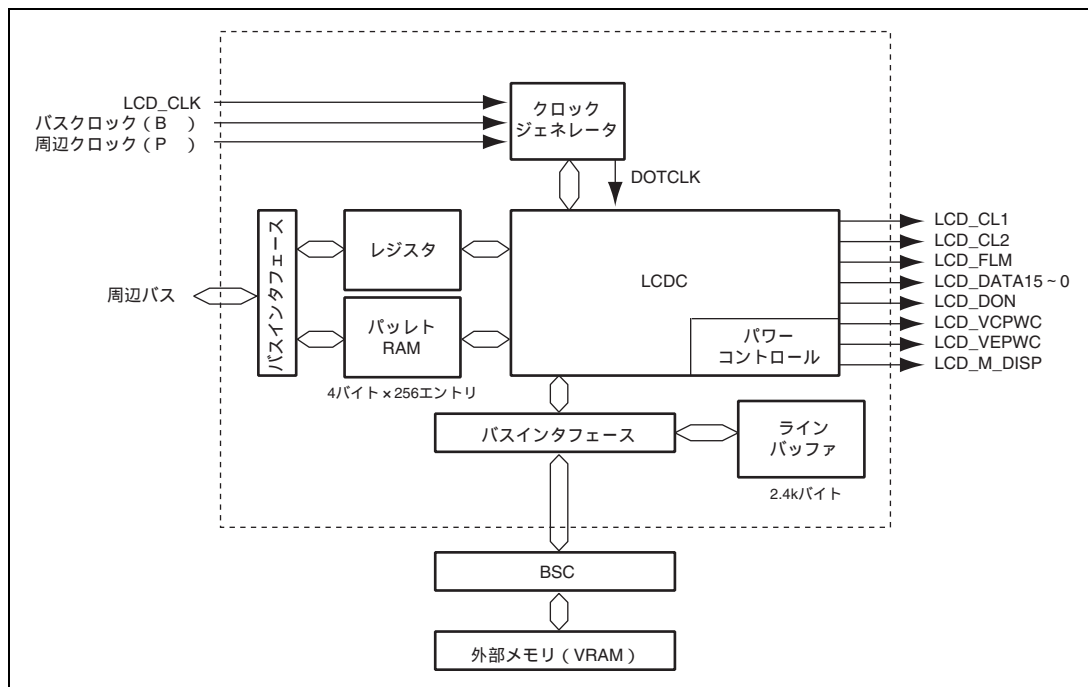 LCD_CLK
バスクロック（B　）
周辺クロック（P　）
クロック
ジェネレータ
DOTCLK
バスインタフェース
レジスタ
LCDC
LCD_CL1
LCD_CL2
LCD_FLM
LCD_DATA15~0
LCD_DON
LCD_VCPWC
LCD_VEPWC
LCD_M_DISP
周辺バス
パッレト
RAM
パワー
コントロール
4バイト×256エントリ
バスインタフェース
ライン
バッファ
2.4kバイト
BSC
外部メモリ（VRAM）